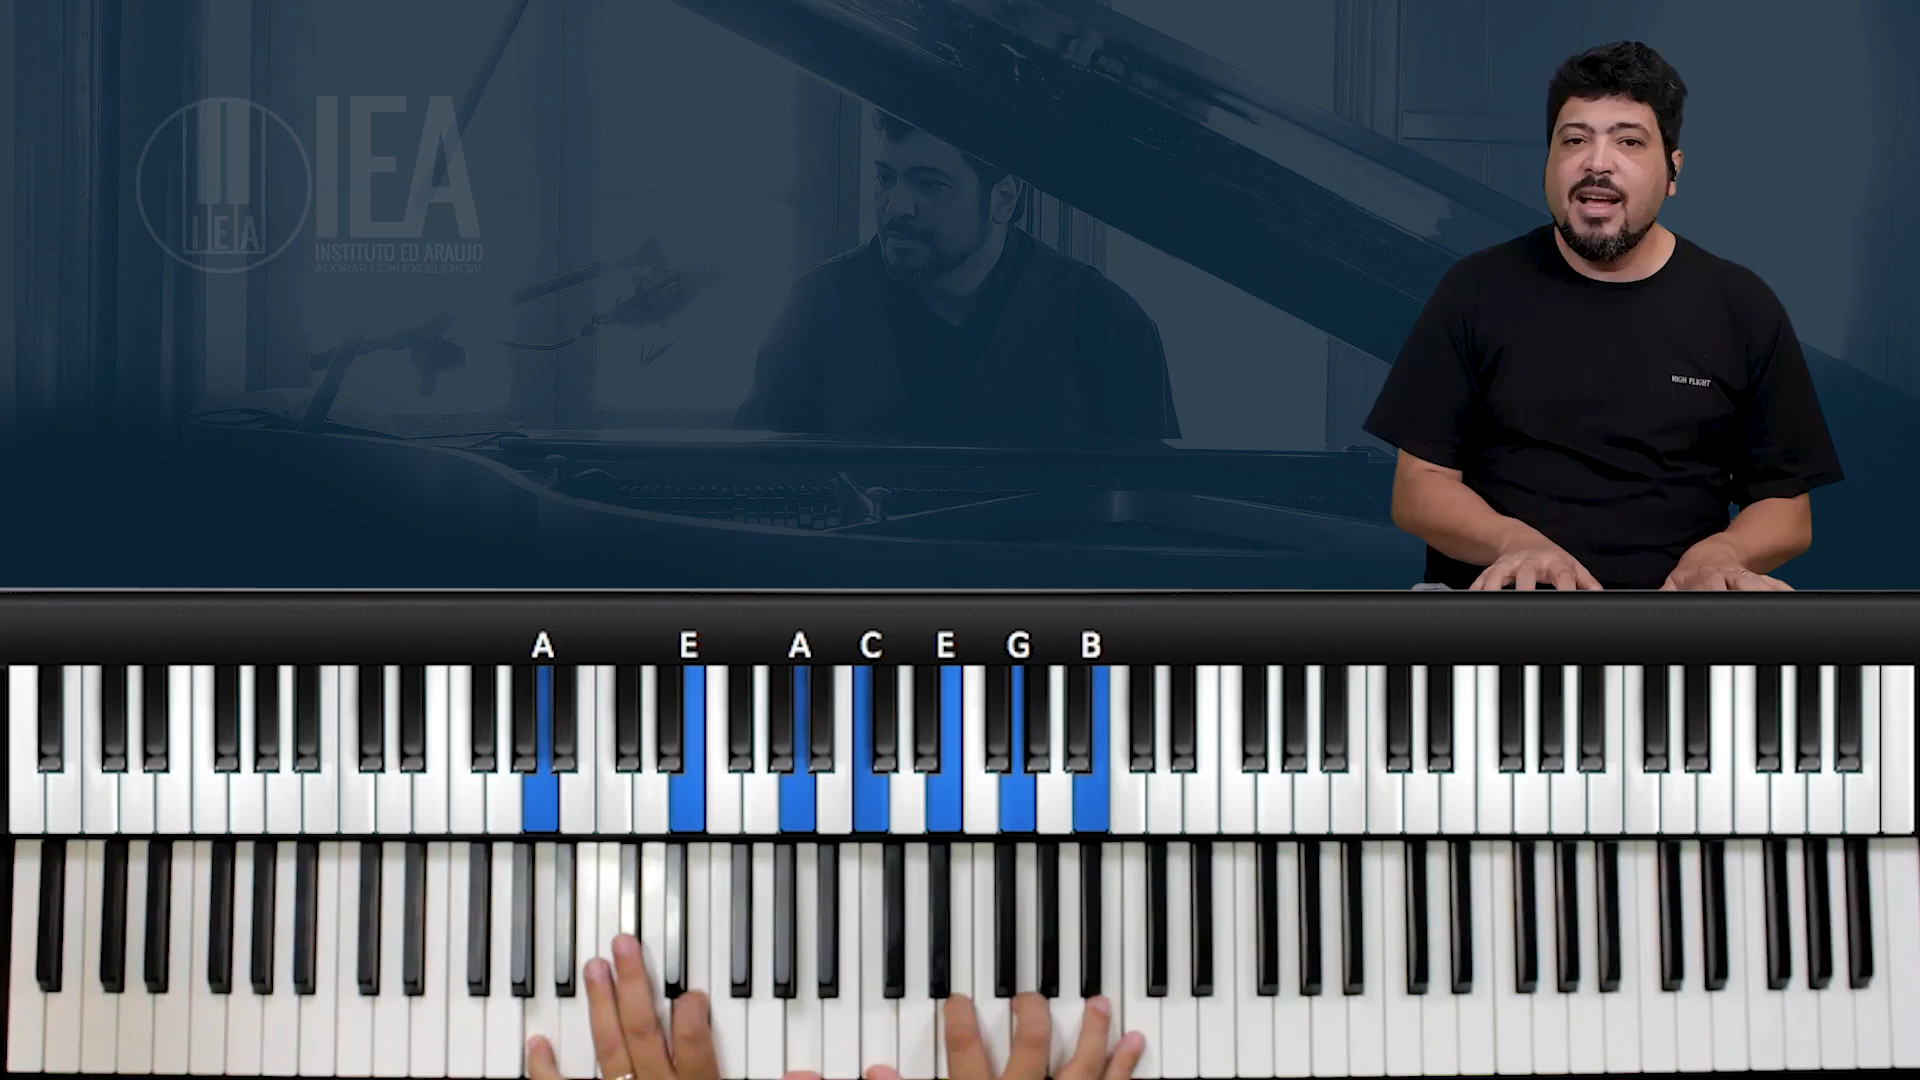 IEA
IEA
INSTITUTO ED ARAUJO
ADORAR COM EXCELÊNCIA!
HIGH FLIGHT
A E A C E G B